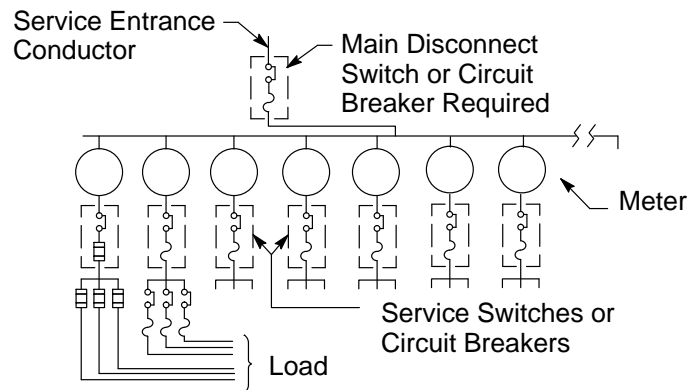 Service Entrance
Conductor
Main Disconnect
Switch or Circuit
Breaker Required
Meter
Service Switches or
Circuit Breakers
Load